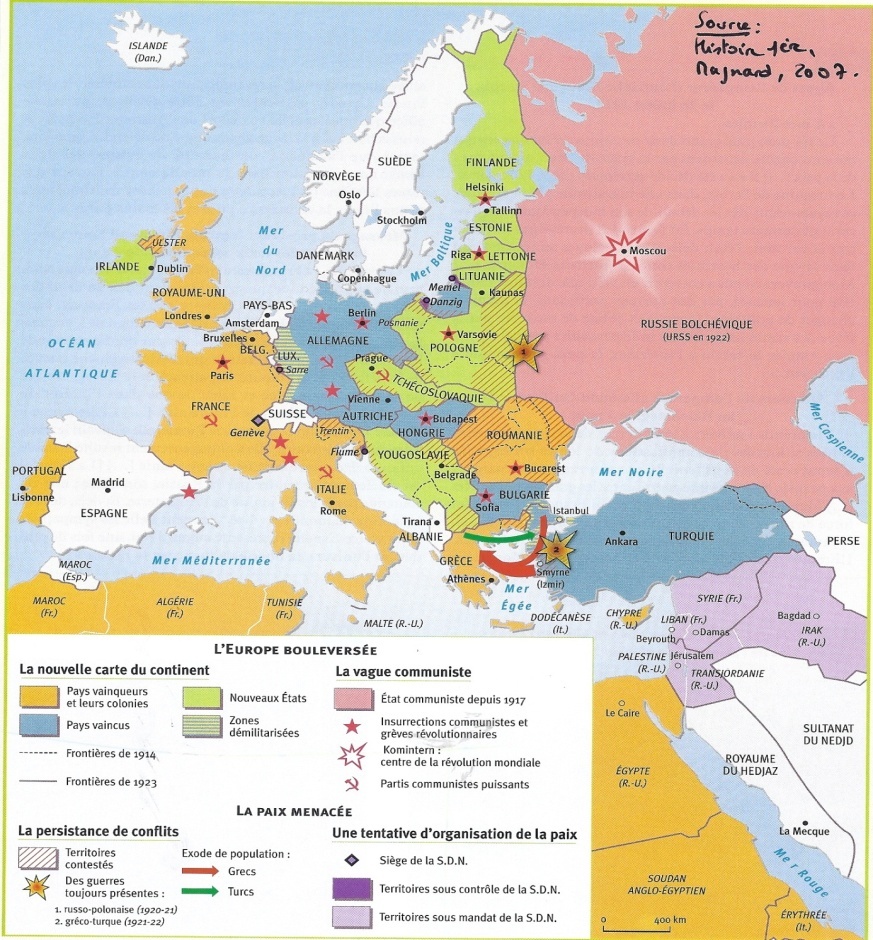 Source :
Histoire 1ère,
Magnard, 2007.
ISLANDE
(Dan.)
SUÈDE
FINLANDE
NORVÈGE
Oslo
Helsinki
Stockholm
Tallinn
ESTONIE
Mer
du
Nord
Mer Baltique
ULSTER
IRLANDE
Dublin
ROYAUME-UNI
DANEMARK
Copenhague
Riga
LETTONIE
LITUANIE
Memel
Kaunas
Danzig
Moscou
Londres
PAYS-BAS
Amsterdam
Berlin
Posnanie
Varsovie
POLOGNE
1
RUSSIE BOLCHÉVIQUE
(URSS en 1922)
OCÉAN
ATLANTIQUE
Bruxelles
BELG.
ALLEMAGNE
LUX.
Sarre
Prague
TCHÉCOSLOVAQUIE
Paris
FRANCE
Vienne
AUTRICHE
SUISSE
Genève
Budapest
HONGRIE
Trentin
Fiume
ROUMANIE
YOUGOSLAVIE
Belgrade
Bucarest
Mer Noire
Mer Caspienne
PORTUGAL
Lisbonne
Madrid
ESPAGNE
ITALIE
Rome
Sofia
BULGARIE
Istanbul
Tirana
ALBANIE
Ankara
TURQUIE
PERSE
2
GRÈCE
Athènes
Smyrne
(Izmir)
Mer
Égée
Mer Méditerranée
MAROC
(Esp.)
MAROC
(Fr.)
ALGÉRIE
(Fr.)
TUNISIE
(Fr.)
MALTE (R.-U.)
DODÉCANÈSE
(It.)
CHYPRE
(R.-U.)
SYRIE (Fr.)
LIBAN (Fr.)
Beyrouth
Damas
Bagdad
IRAK
(R.-U.)
PALESTINE
(R.-U.)
Jérusalem
TRANSJORDANIE
(R.-U.)
Le Caire
ÉGYPTE
(R.-U.)
SULTANAT
DU NEDJD
ROYAUME
DU HEDJAZ
La Mecque
Mer Rouge
SOUDAN
ANGLO-ÉGYPTIEN
ÉRYTHRÉE
(It.)
0 400 km
L'EUROPE BOULEVERSÉE
La nouvelle carte du continent
Pays vainqueurs
et leurs colonies
Pays vaincus
Nouveaux États
Zones
démilitarisées
Frontières de 1914
Frontières de 1923
La vague communiste
État communiste depuis 1917
Insurrections communistes et
grèves révolutionnaires
Komintern :
centre de la révolution mondiale
Partis communistes puissants
LA PAIX MENACÉE
La persistance de conflits
Territoires
contestés
Des guerres
toujours présentes :
1. russo-polonaise (1920-21)
2. gréco-turque (1921-22)
Exode de population :
Grecs
Turcs
Une tentative d'organisation de la paix
Siège de la S.D.N.
Territoires sous contrôle de la S.D.N.
Territoires sous mandat de la S.D.N.